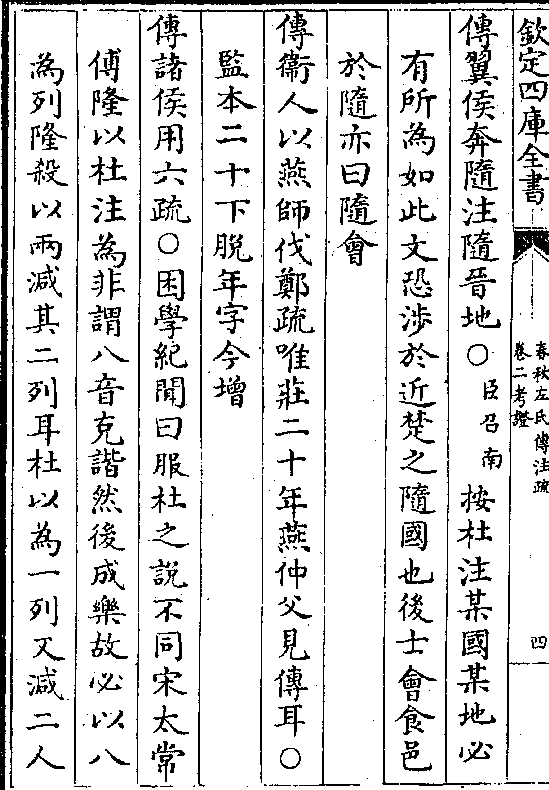 欽定四庫全書
春秋左氏傳注疏
卷二考證
四
傳翼侯奔隨注隨晉地○臣召南按杜注某國某地必
有所為如此文恐涉於近楚之隨國也後士會食邑
於隨亦曰隨會
傳衞人以燕師伐鄭疏唯莊二十年燕仲父見傳耳○
監本二十下脱年字今增
傳諸侯用六疏○困學紀聞曰服杜之說不同宋太常
傅隆以杜注為非謂八音克諧然後成樂故必以八
為列隆殺以兩减其二列耳杜以為一列又减二人